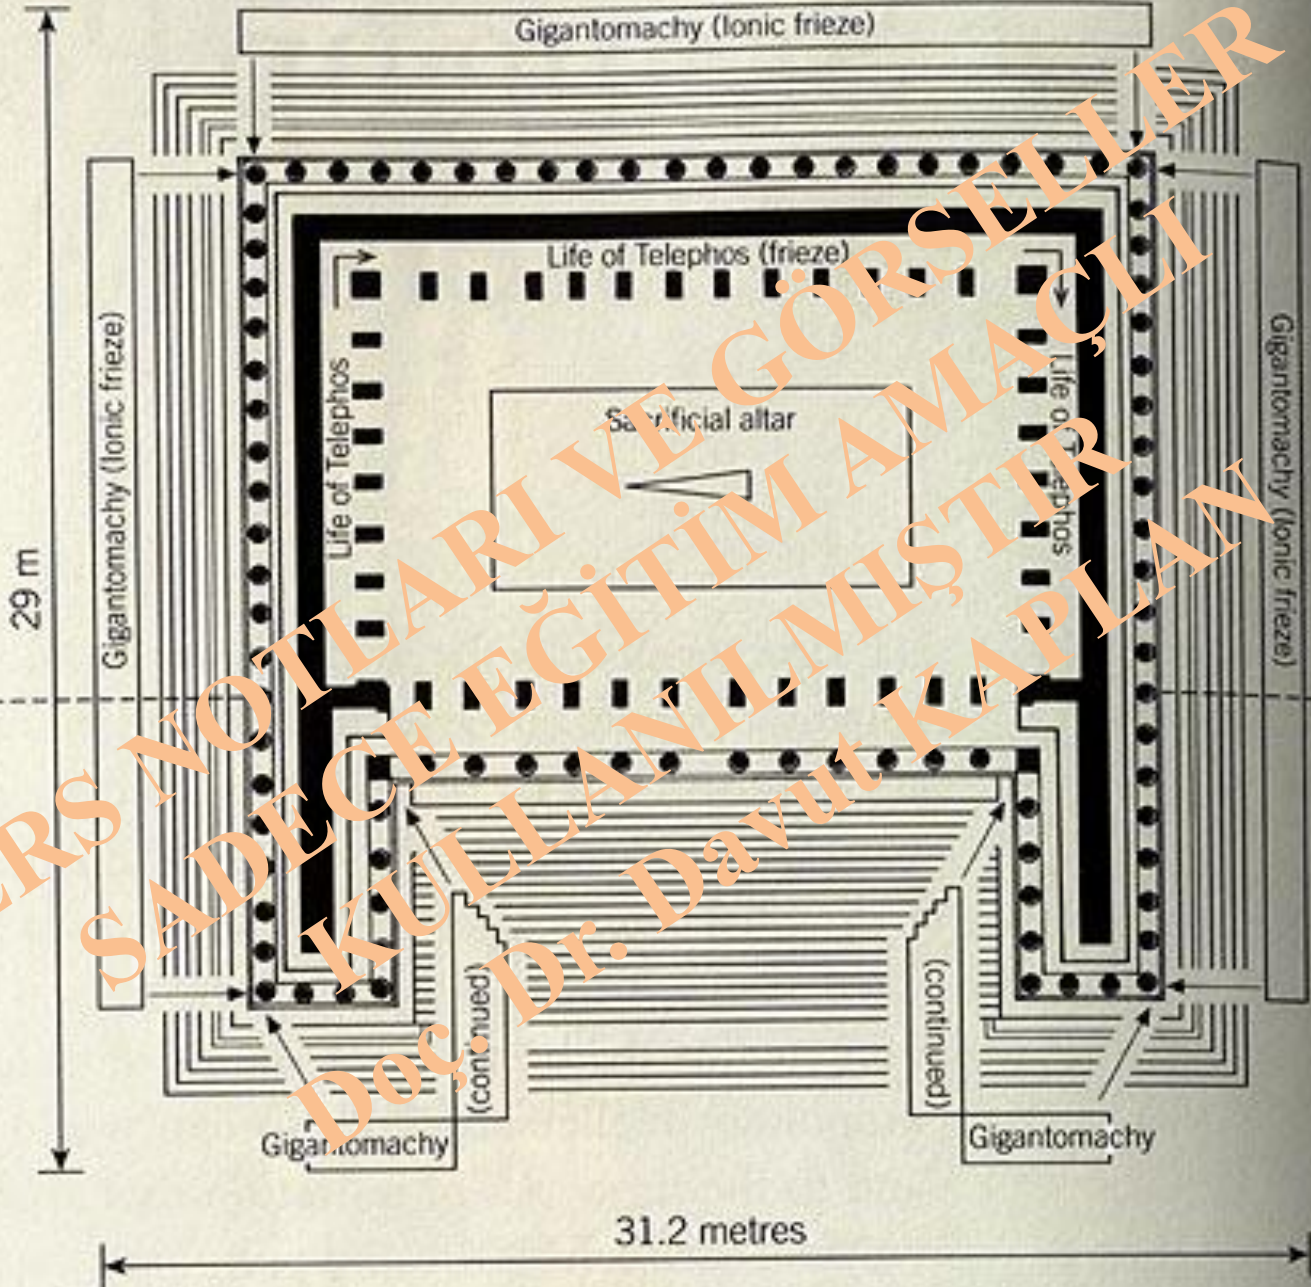 Gigantomachy (Ionic frieze)
Life of Telephos (frieze)
Gigantomachy (Ionic frieze)
Life of Telephos
Sacrificial altar
Life of Telephos
Gigantomachy (Ionic frieze)
29 m
(continued)
(continued)
Gigantomachy
Gigantomachy
31.2 metres
ERS NOTLARI VE GÖRSELLER
SADECE EĞİTİM AMAÇLI
KULLANILMIŞTIR
Doç. Dr. Davut KAPLAN